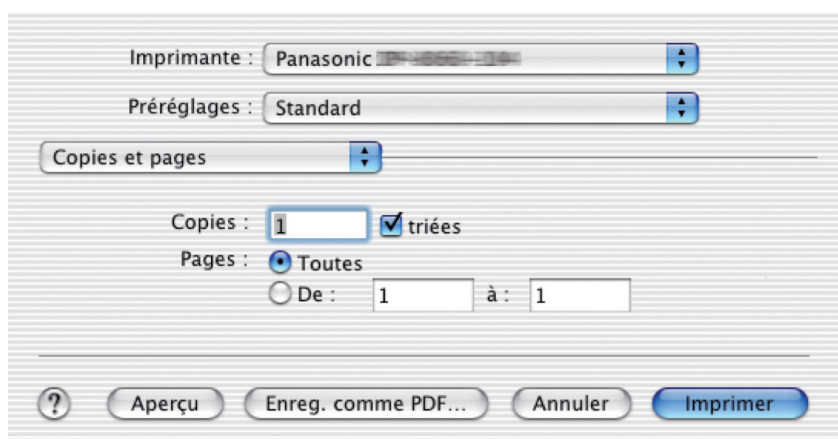 Imprimante : Panasonic
Préréglages : Standard
Copies et pages
Copies : 1 triées
Pages : Toutes
De : 1 à : 1
? Aperçu Enreg. comme PDF... Annuler Imprimer